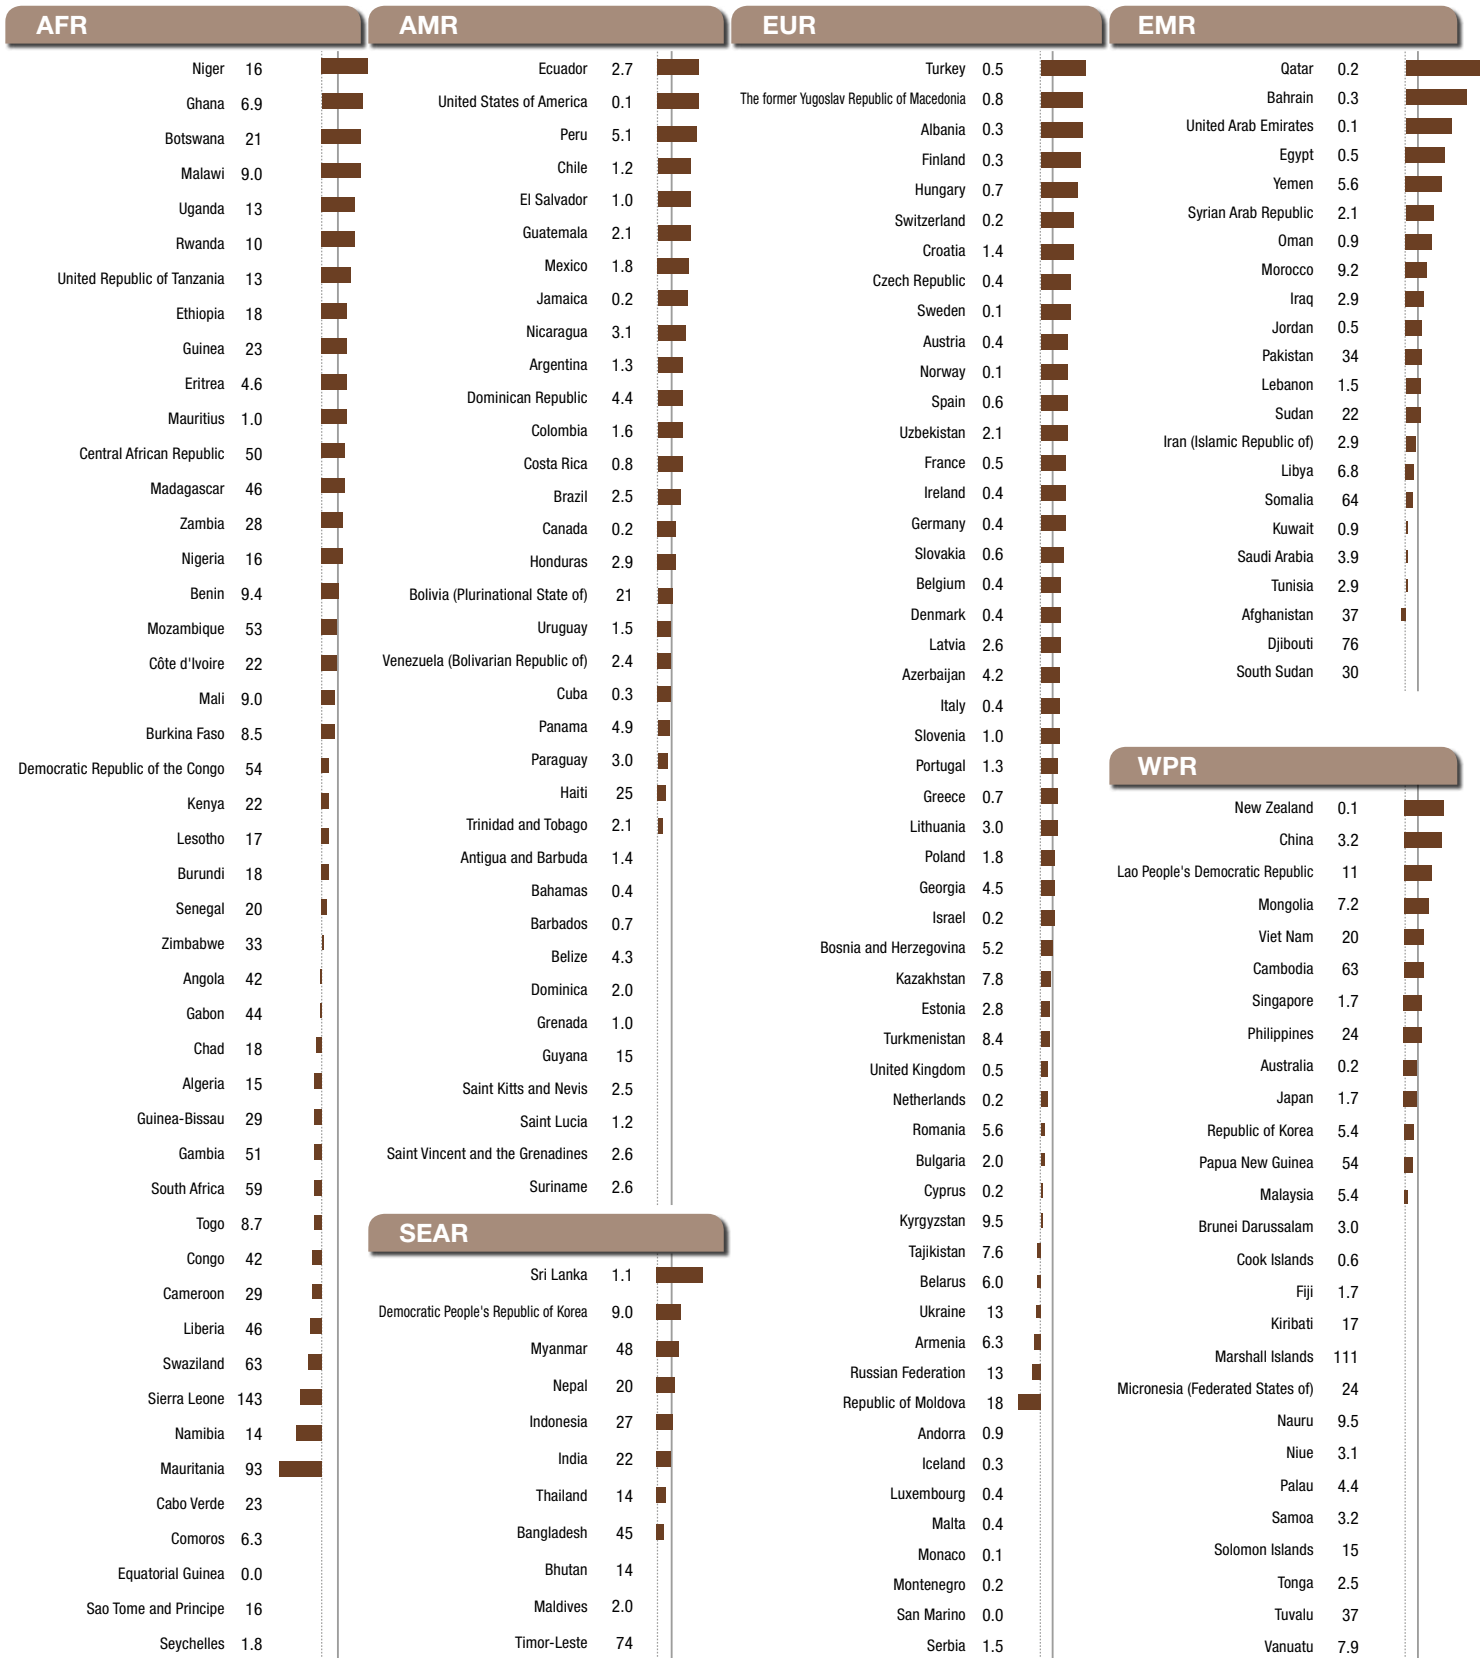 AFR
Niger 16
Ghana 6.9
Botswana 21
Malawi 9.0
Uganda 13
Rwanda 10
United Republic of Tanzania 13
Ethiopia 18
Guinea 23
Eritrea 4.6
Mauritius 1.0
Central African Republic 50
Madagascar 46
Zambia 28
Nigeria 16
Benin 9.4
Mozambique 53
Côte d'Ivoire 22
Mali 9.0
Burkina Faso 8.5
Democratic Republic of the Congo 54
Kenya 22
Lesotho 17
Burundi 18
Senegal 20
Zimbabwe 33
Angola 42
Gabon 44
Chad 18
Algeria 15
Guinea-Bissau 29
Gambia 51
South Africa 59
Togo 8.7
Congo 42
Cameroon 29
Liberia 46
Swaziland 63
Sierra Leone 143
Namibia 14
Mauritania 93
Cabo Verde 23
Comoros 6.3
Equatorial Guinea 0.0
Sao Tome and Principe 16
Seychelles 1.8
AMR
Ecuador 2.7
United States of America 0.1
Peru 5.1
Chile 1.2
El Salvador 1.0
Guatemala 2.1
Mexico 1.8
Jamaica 0.2
Nicaragua 3.1
Argentina 1.3
Dominican Republic 4.4
Colombia 1.6
Costa Rica 0.8
Brazil 2.5
Canada 0.2
Honduras 2.9
Bolivia (Plurinational State of) 21
Uruguay 1.5
Venezuela (Bolivarian Republic of) 2.4
Cuba 0.3
Panama 4.9
Paraguay 3.0
Haiti 25
Trinidad and Tobago 2.1
Antigua and Barbuda 1.4
Bahamas 0.4
Barbados 0.7
Belize 4.3
Dominica 2.0
Grenada 1.0
Guyana 15
Saint Kitts and Nevis 2.5
Saint Lucia 1.2
Saint Vincent and the Grenadines 2.6
Suriname 2.6
SEAR
Sri Lanka 1.1
Democratic People's Republic of Korea 9.0
Myanmar 48
Nepal 20
Indonesia 27
India 22
Thailand 14
Bangladesh 45
Bhutan 14
Maldives 2.0
Timor-Leste 74
EUR
Turkey 0.5
The former Yugoslav Republic of Macedonia 0.8
Albania 0.3
Finland 0.3
Hungary 0.7
Switzerland 0.2
Croatia 1.4
Czech Republic 0.4
Sweden 0.1
Austria 0.4
Norway 0.1
Spain 0.6
Uzbekistan 2.1
France 0.5
Ireland 0.4
Germany 0.4
Slovakia 0.6
Belgium 0.4
Denmark 0.4
Latvia 2.6
Azerbaijan 4.2
Italy 0.4
Slovenia 1.0
Portugal 1.3
Greece 0.7
Lithuania 3.0
Poland 1.8
Georgia 4.5
Israel 0.2
Bosnia and Herzegovina 5.2
Kazakhstan 7.8
Estonia 2.8
Turkmenistan 8.4
United Kingdom 0.5
Netherlands 0.2
Romania 5.6
Bulgaria 2.0
Cyprus 0.2
Kyrgyzstan 9.5
Tajikistan 7.6
Belarus 6.0
Ukraine 13
Armenia 6.3
Russian Federation 13
Republic of Moldova 18
Andorra 0.9
Iceland 0.3
Luxembourg 0.4
Malta 0.4
Monaco 0.1
Montenegro 0.2
San Marino 0.0
Serbia 1.5
EMR
Qatar 0.2
Bahrain 0.3
United Arab Emirates 0.1
Egypt 0.5
Yemen 5.6
Syrian Arab Republic 2.1
Oman 0.9
Morocco 9.2
Iraq 2.9
Jordan 0.5
Pakistan 34
Lebanon 1.5
Sudan 22
Iran (Islamic Republic of) 2.9
Libya 6.8
Somalia 64
Kuwait 0.9
Saudi Arabia 3.9
Tunisia 2.9
Afghanistan 37
Djibouti 76
South Sudan 30
WPR
New Zealand 0.1
China 3.2
Lao People's Democratic Republic 11
Mongolia 7.2
Viet Nam 20
Cambodia 63
Singapore 1.7
Philippines 24
Australia 0.2
Japan 1.7
Republic of Korea 5.4
Papua New Guinea 54
Malaysia 5.4
Brunei Darussalam 3.0
Cook Islands 0.6
Fiji 1.7
Kiribati 17
Marshall Islands 111
Micronesia (Federated States of) 24
Nauru 9.5
Niue 3.1
Palau 4.4
Samoa 3.2
Solomon Islands 15
Tonga 2.5
Tuvalu 37
Vanuatu 7.9